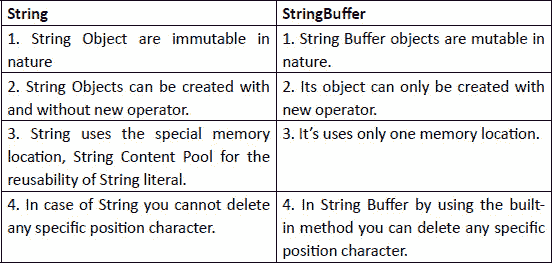 String
StringBuffer
1. String Object are immutable in
nature
1. String Buffer objects are mutable in
nature.
2. String Objects can be created with
and without new operator.
2. Its object can only be created with
new operator.
3. String uses the special memory
location, String Content Pool for the
reusability of String literal.
3. It's uses only one memory location.
4. In case of String you cannot delete
any specific position character.
4. In String Buffer by using the built-
in method you can delete any specific
position character.